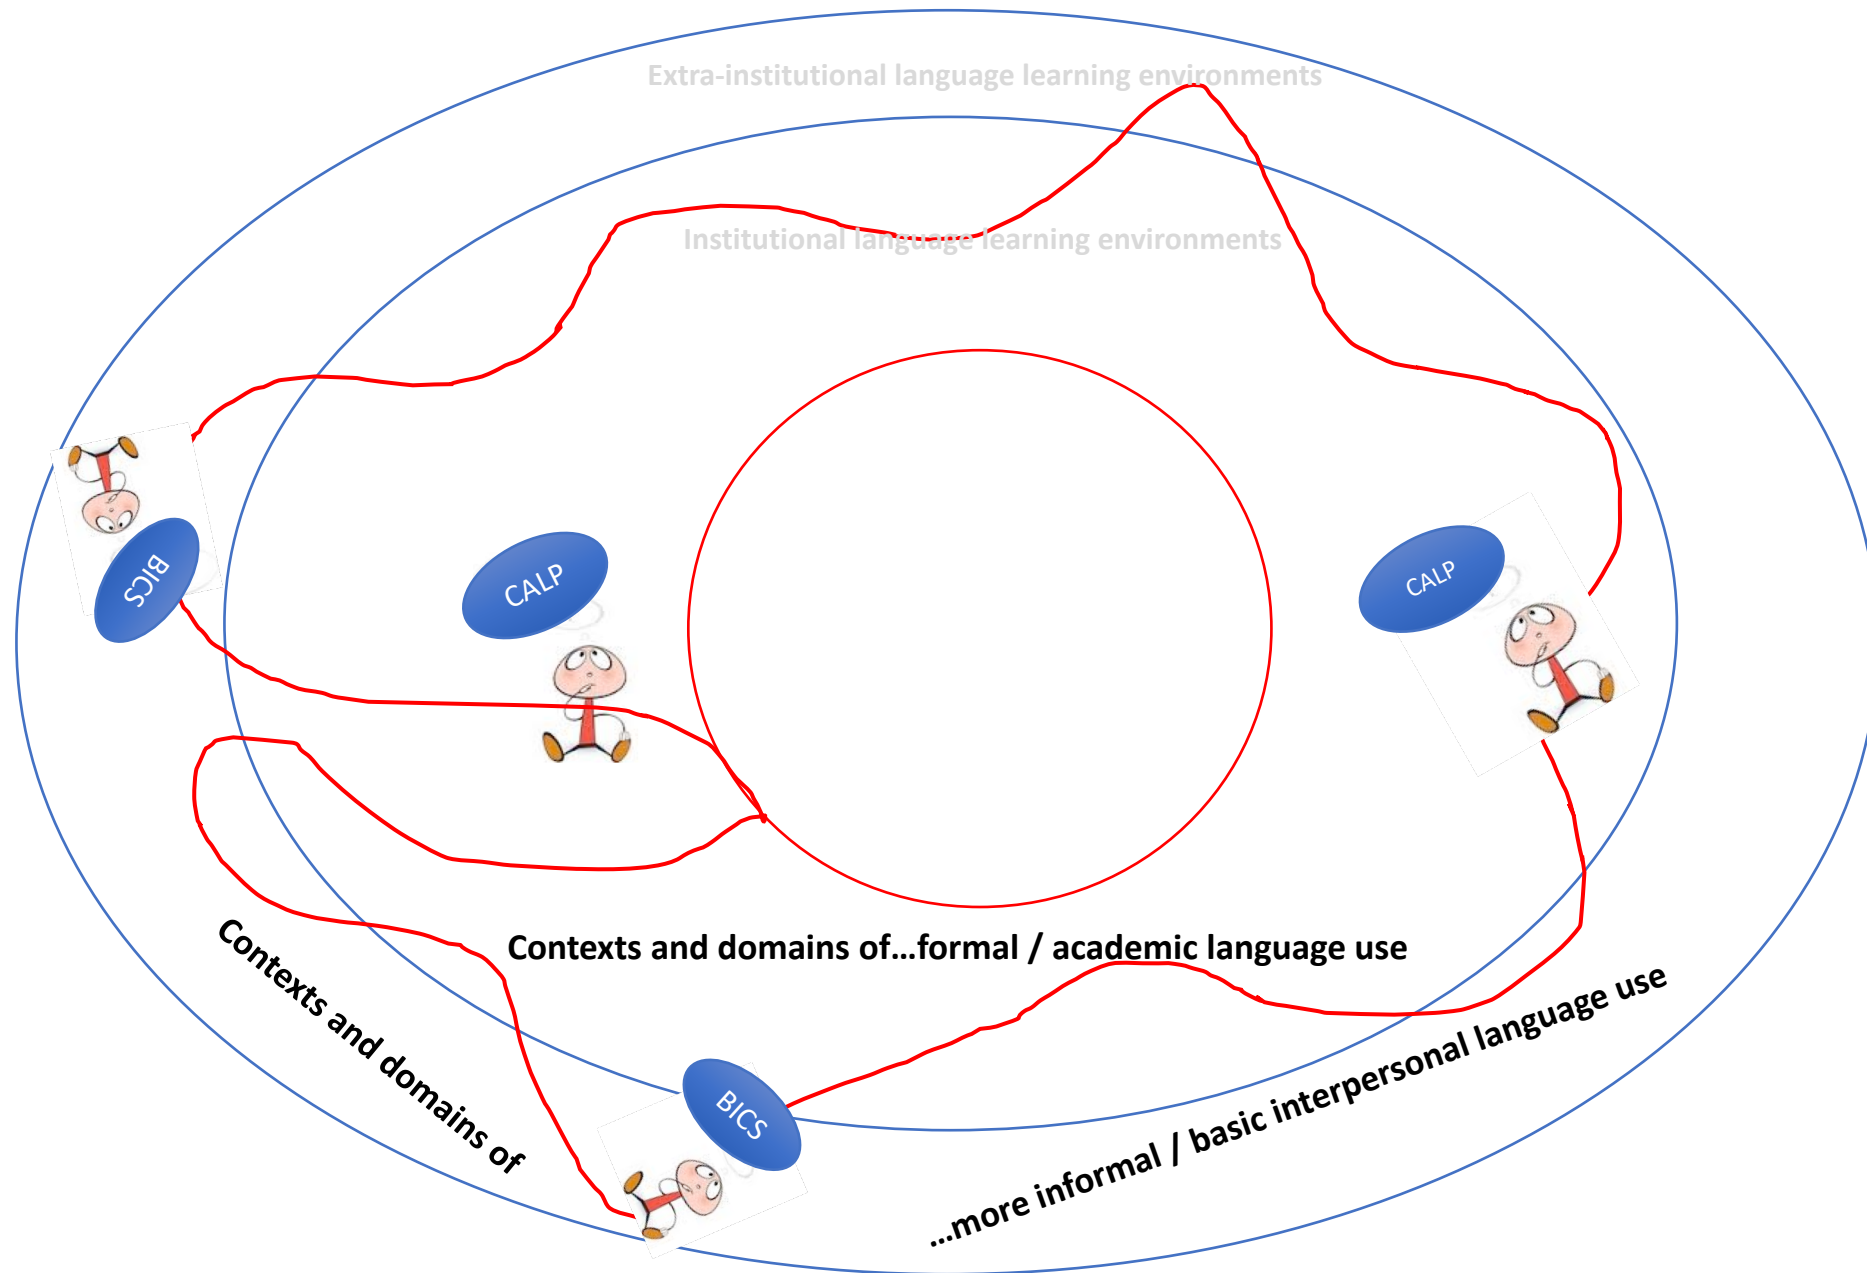 Extra-institutional language learning environments
Institutional language learning environments
BICS
CALP
CALP
Contexts and domains of…formal / academic language use
Contexts and domains of
…more informal / basic interpersonal language use
BICS